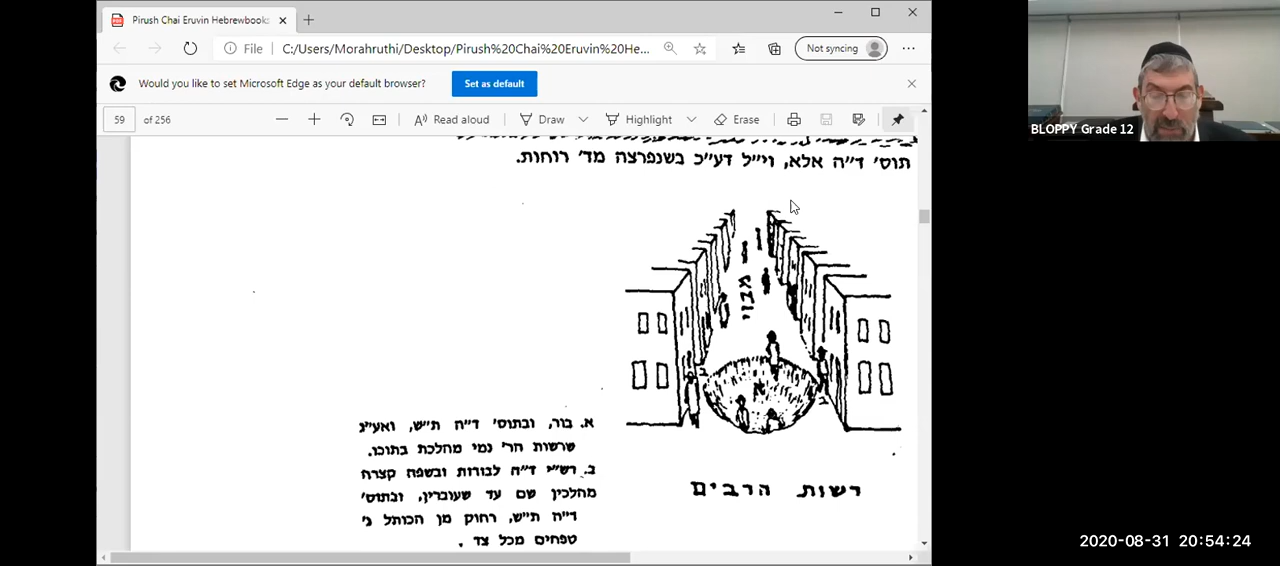 Pirush Chai Eruvin Hebrewbooks
File
C:/Users/Morahruthi/Desktop/Pirush%20Chai%20Eruvin%20He...
Not syncing
Would you like to set Microsoft Edge as your default browser?
Set as default
59 of 256
Read aloud
Draw
Highlight
Erase
BLOPPY Grade 12
תוס' ד"ה אלא, וי"ל דע"כ בשנפרצה מד' רוחות.
מבוי
ב
א
ב
א. בור, ובתוס' ד"ה ת"ש, ואע"ג
שרשות הר' נמי מהלכת בתוכו.
ב. רש"י ד"ה לבורות ובשפה קצרה
מהלכין שם עד שעוברין, ובתוס'
ד"ה ת"ש, רחוק מן הכותל ג'
טפחים מכל צד.
רשות הרבים
2020-08-31 20:54:24